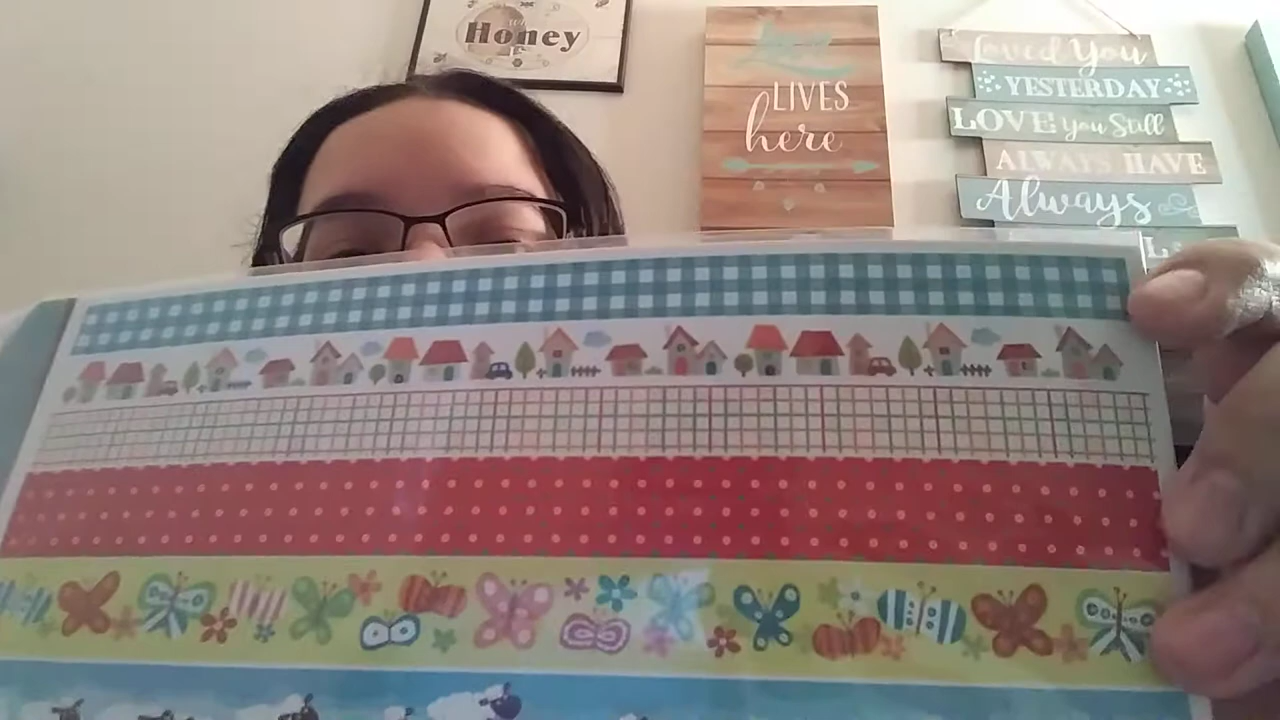 Honey
LIVES
here
Loved You
YESTERDAY
LOVE you Still
ALWAYS HAVE
Always